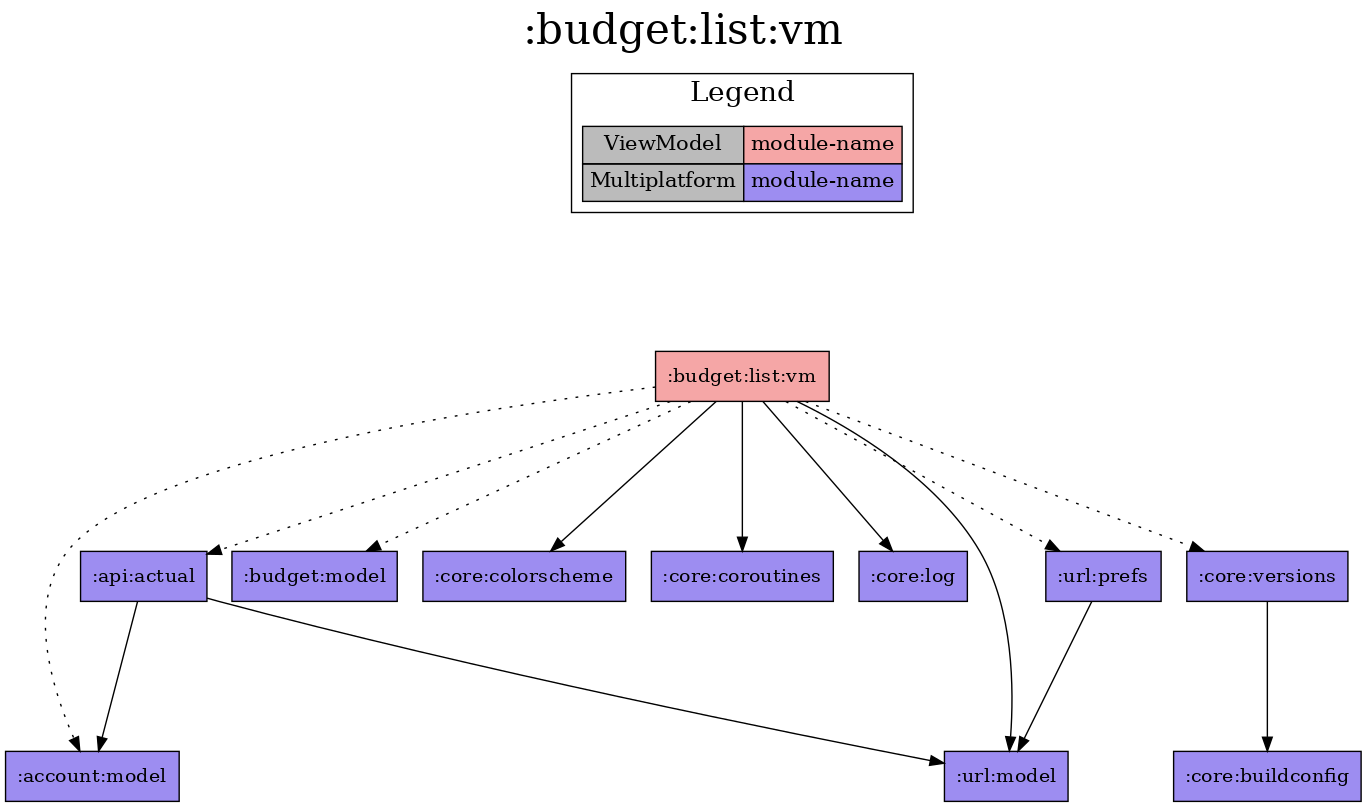 :budget:list:vm
Legend
ViewModel module-name
Multiplatform module-name
:budget:list:vm
:api:actual :budget:model :core:colorscheme :core:coroutines :core:log :url:prefs :core:versions
:account:model :url:model :core:buildconfig